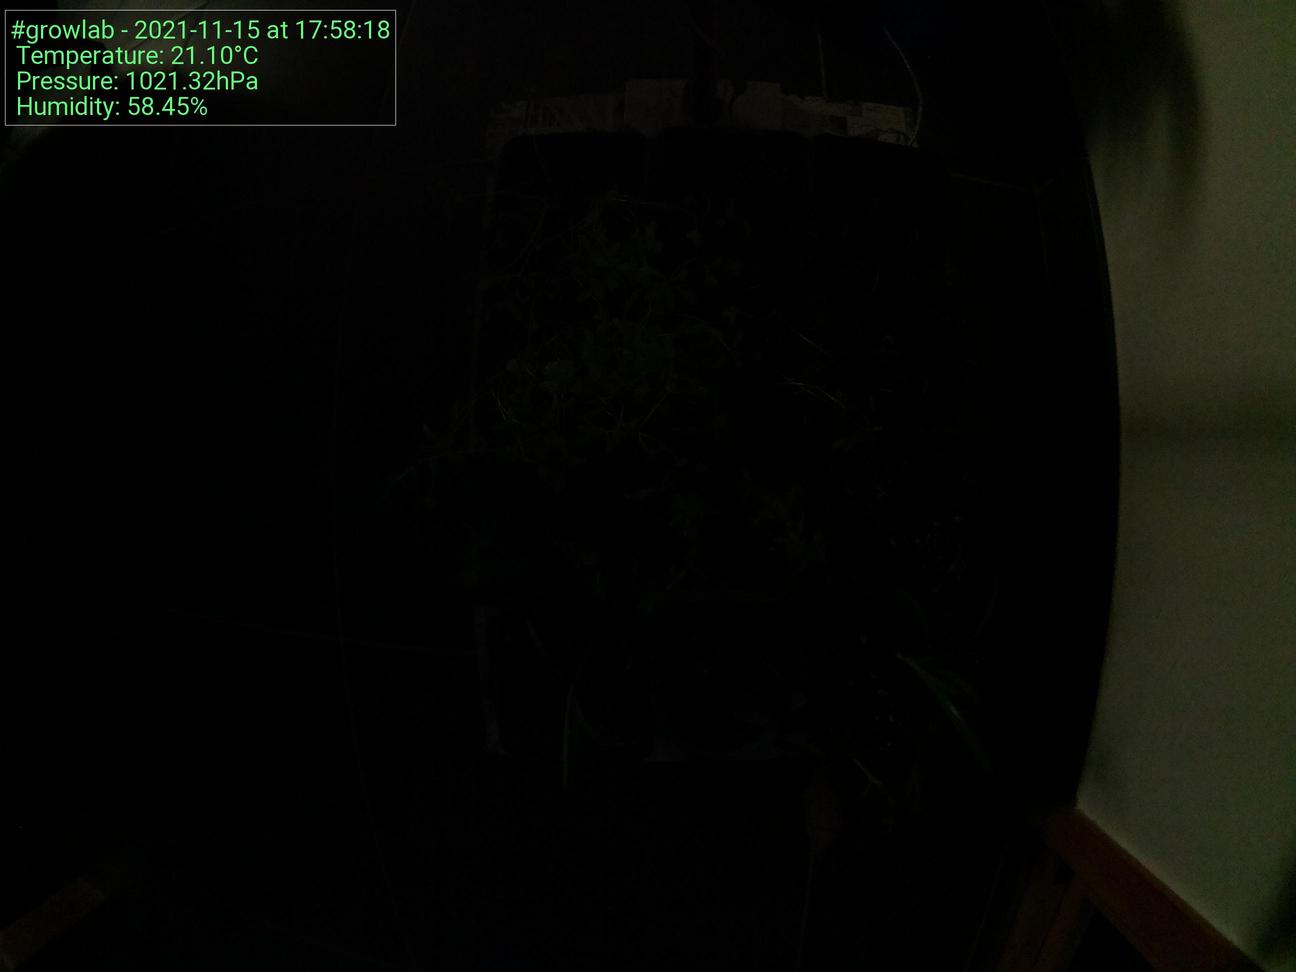 #growlab - 2021-11-15 at 17:58:18
Temperature: 21.10°C
Pressure: 1021.32hPa
Humidity: 58.45%